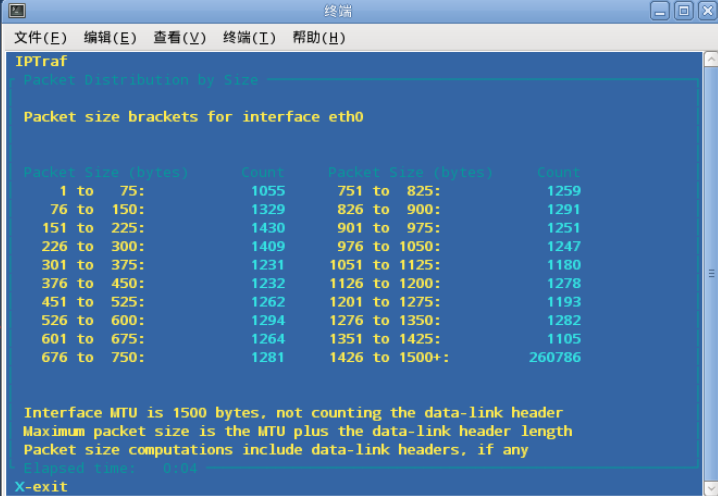 终端
文件(F) 编辑(E) 查看(V) 终端(T) 帮助(H)
IPTraf
Packet Distribution by Size
Packet size brackets for interface eth0
Packet Size (bytes) Count Packet Size (bytes) Count
1 to 75: 1055 751 to 825: 1259
76 to 150: 1329 826 to 900: 1291
151 to 225: 1430 901 to 975: 1251
226 to 300: 1409 976 to 1050: 1247
301 to 375: 1231 1051 to 1125: 1180
376 to 450: 1232 1126 to 1200: 1278
451 to 525: 1262 1201 to 1275: 1193
526 to 600: 1294 1276 to 1350: 1282
601 to 675: 1264 1351 to 1425: 1105
676 to 750: 1281 1426 to 1500+: 260786
Interface MTU is 1500 bytes, not counting the data-link header
Maximum packet size is the MTU plus the data-link header length
Packet size computations include data-link headers, if any
Elapsed time: 0:04
X-exit